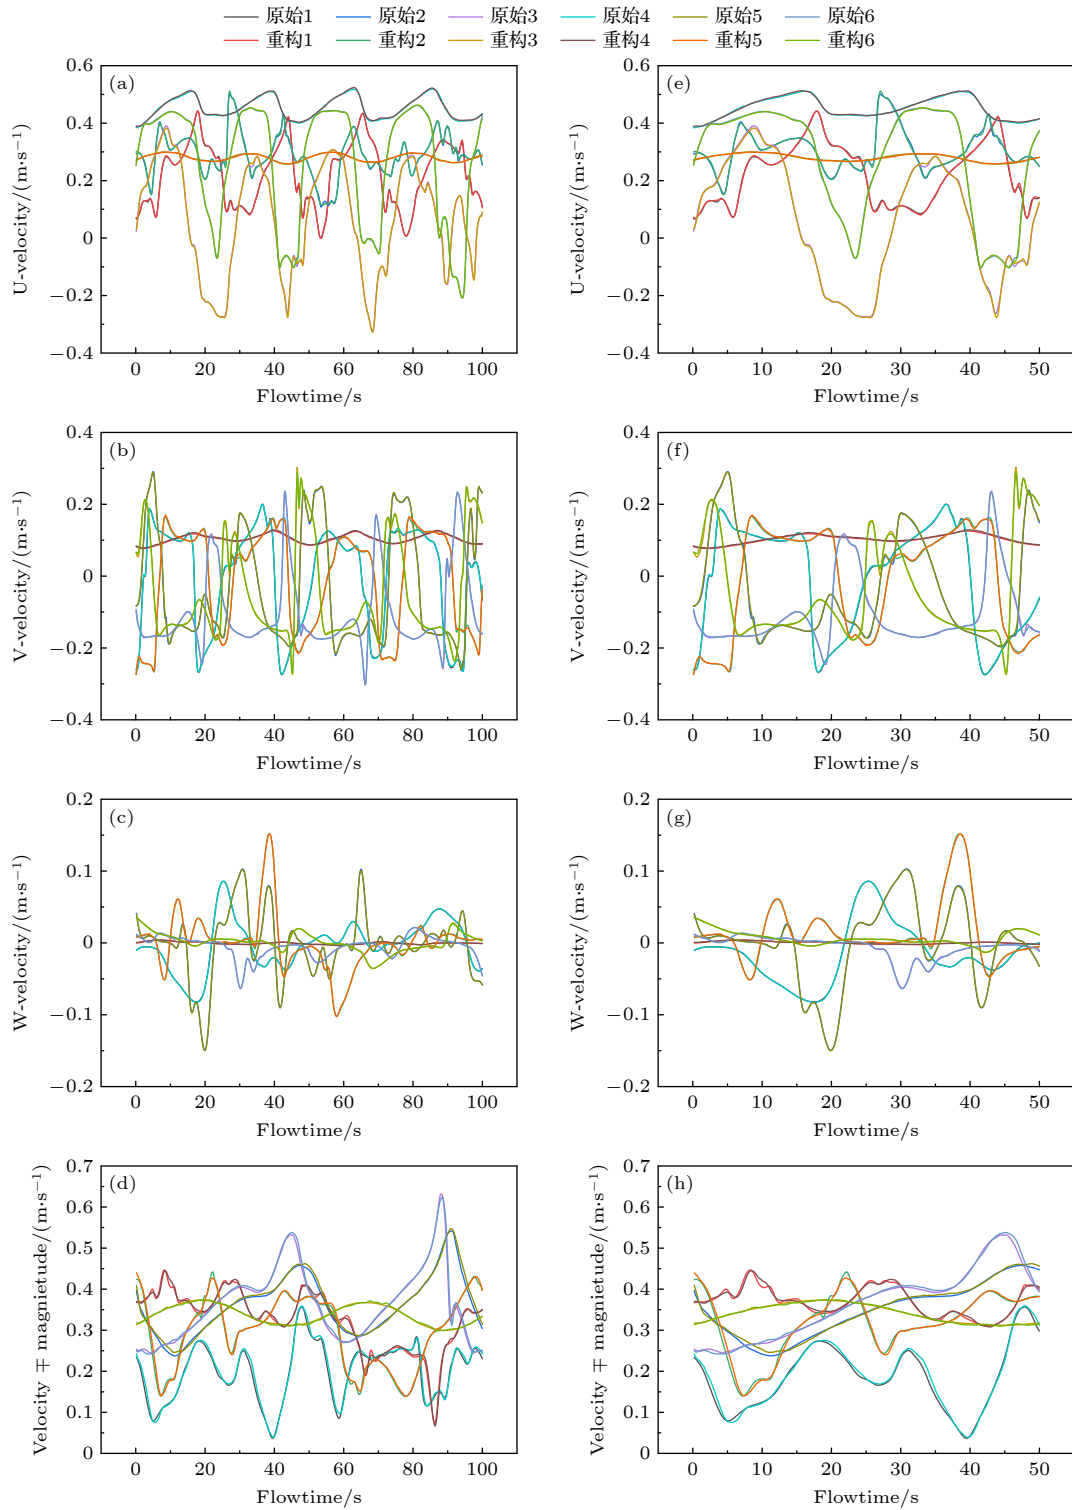 原始1 原始2 原始3 原始4 原始5 原始6
重构1 重构2 重构3 重构4 重构5 重构6
(a)
U-velocity/(m·s⁻¹)
0.6
0.4
0.2
0
−0.2
−0.4
0 20 40 60 80 100
Flowtime/s
(e)
U-velocity/(m·s⁻¹)
0.6
0.4
0.2
0
−0.2
−0.4
0 10 20 30 40 50
Flowtime/s
(b)
V-velocity/(m·s⁻¹)
0.4
0.2
0
−0.2
−0.4
0 20 40 60 80 100
Flowtime/s
(f)
V-velocity/(m·s⁻¹)
0.4
0.2
0
−0.2
−0.4
0 10 20 30 40 50
Flowtime/s
(c)
W-velocity/(m·s⁻¹)
0.2
0.1
0
−0.1
−0.2
0 20 40 60 80 100
Flowtime/s
(g)
W-velocity/(m·s⁻¹)
0.2
0.1
0
−0.1
−0.2
0 10 20 30 40 50
Flowtime/s
(d)
Velocity ∓ magnietude/(m·s⁻¹)
0.7
0.6
0.5
0.4
0.3
0.2
0.1
0
0 20 40 60 80 100
Flowtime/s
(h)
Velocity ∓ magnietude/(m·s⁻¹)
0.7
0.6
0.5
0.4
0.3
0.2
0.1
0
0 10 20 30 40 50
Flowtime/s